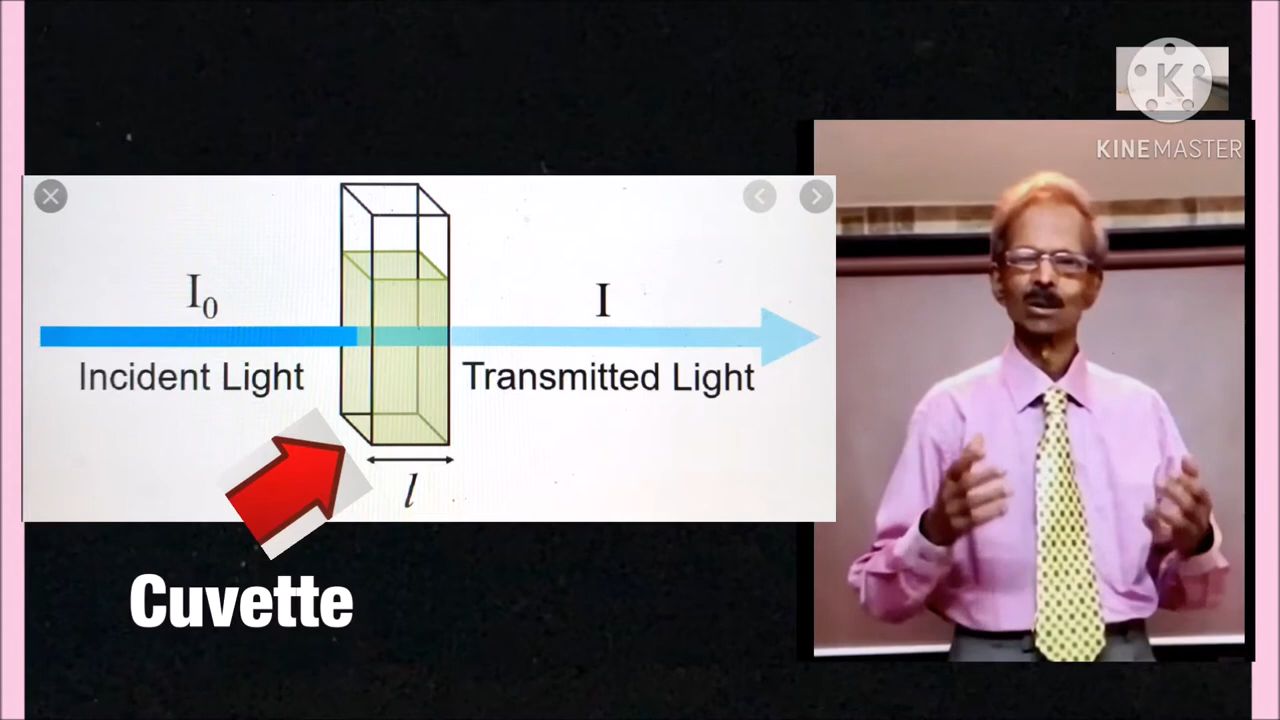 K
KINEMASTER
I₀
I
Incident Light
Transmitted Light
l
Cuvette